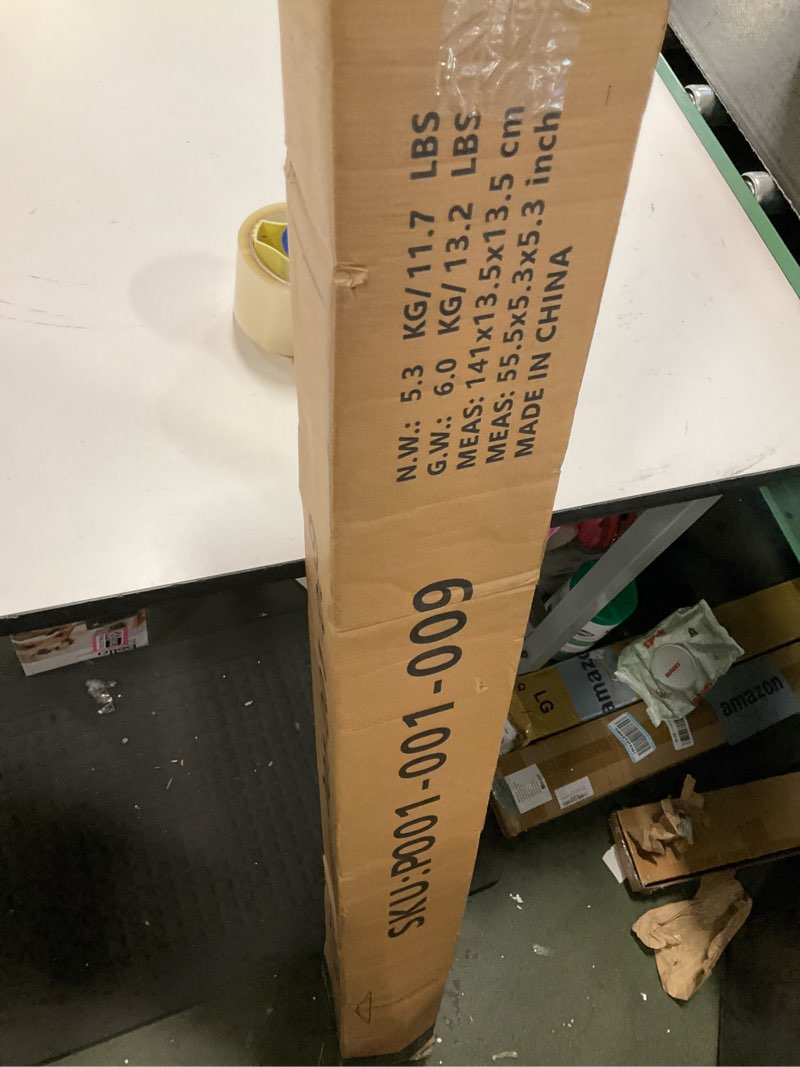 N.W.: 5.3 KG/11.7 LBS
G.W.: 6.0 KG/13.2 LBS
MEAS: 141x13.5x13.5 cm
MEAS: 55.5x5.3x5.3 inch
MADE IN CHINA
SKU:P001-001-009
LG
amazon
amazon